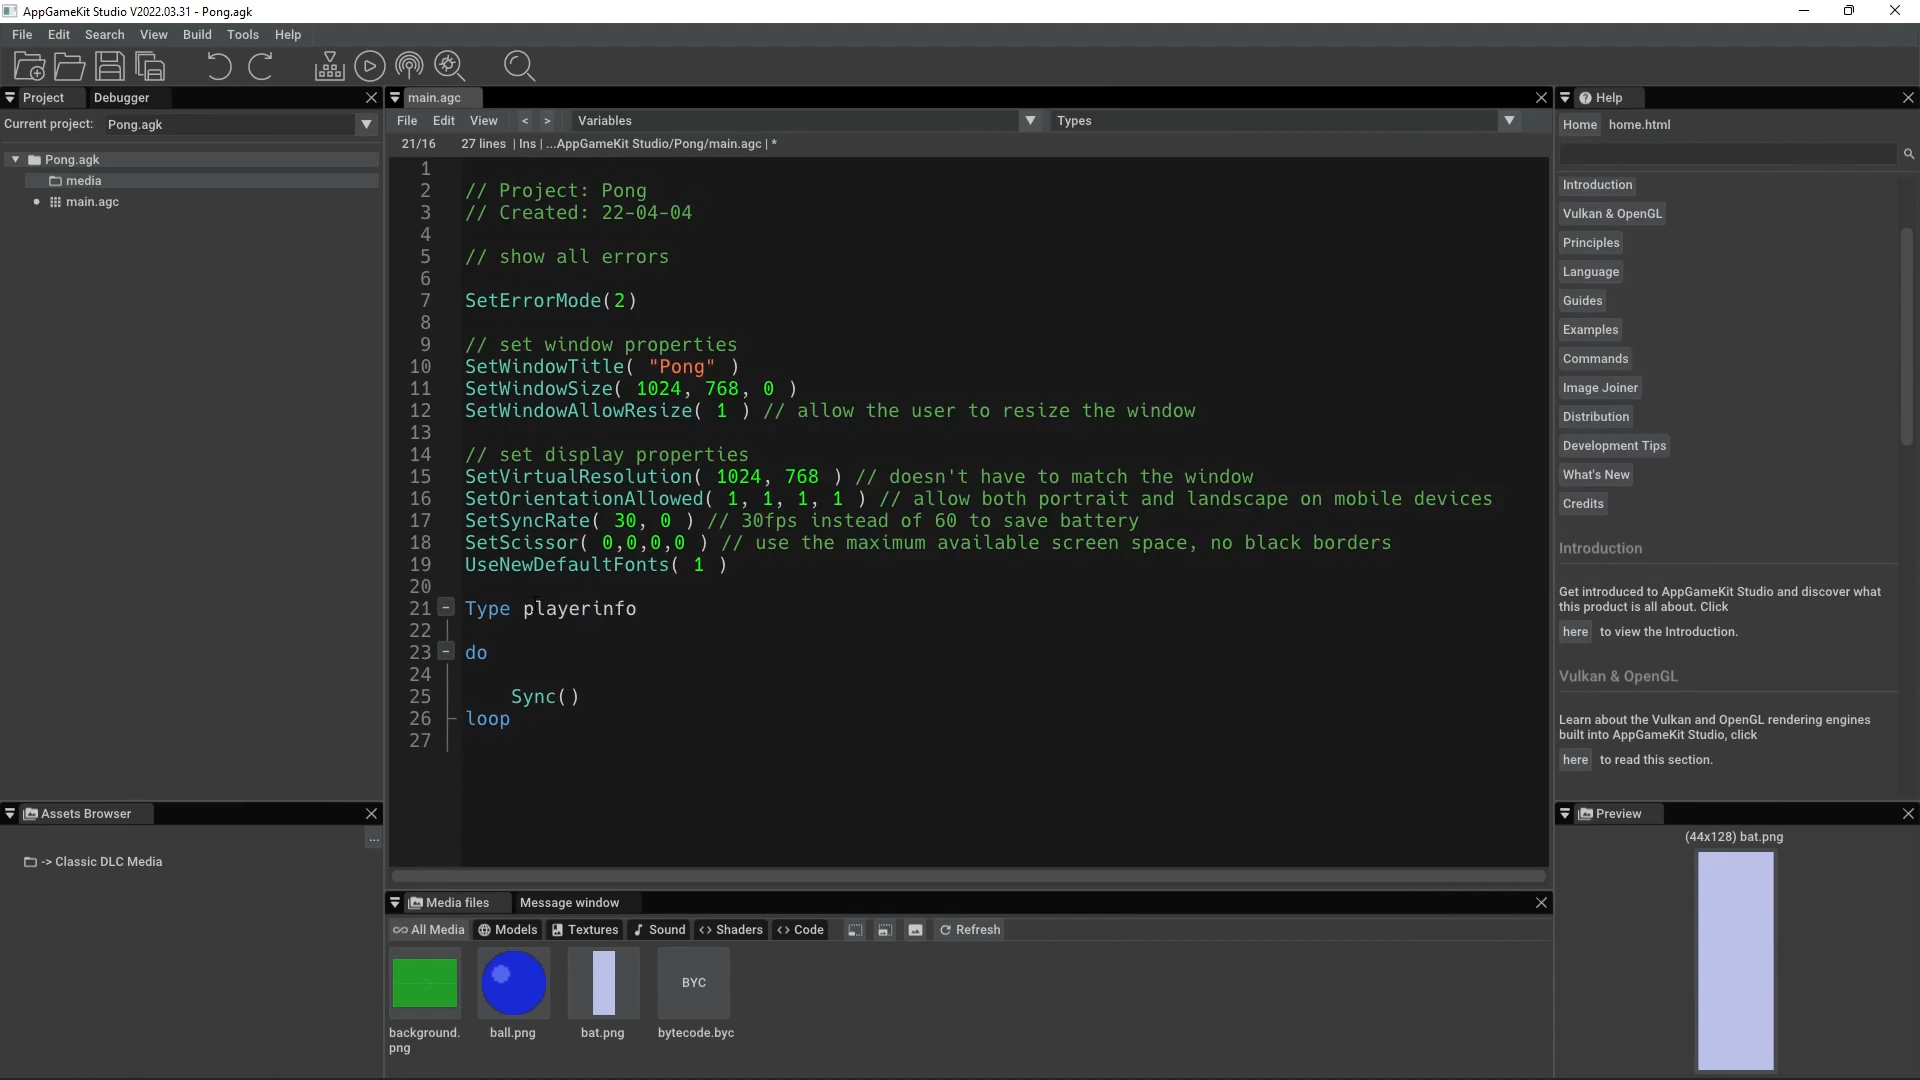 AppGameKit Studio V2022.03.31 - Pong.agk
File Edit Search View Build Tools Help
Project Debugger
Current project: Pong.agk
Pong.agk
media
main.agc
Assets Browser
...
-> Classic DLC Media
main.agc
File Edit View < > Variables Types
21/16 27 lines | Ins | ...AppGameKit Studio/Pong/main.agc | *
1
2 // Project: Pong
3 // Created: 22-04-04
4
5 // show all errors
6
7 SetErrorMode(2)
8
9 // set window properties
10 SetWindowTitle( "Pong" )
11 SetWindowSize( 1024, 768, 0 )
12 SetWindowAllowResize( 1 ) // allow the user to resize the window
13
14 // set display properties
15 SetVirtualResolution( 1024, 768 ) // doesn't have to match the window
16 SetOrientationAllowed( 1, 1, 1, 1 ) // allow both portrait and landscape on mobile devices
17 SetSyncRate( 30, 0 ) // 30fps instead of 60 to save battery
18 SetScissor( 0,0,0,0 ) // use the maximum available screen space, no black borders
19 UseNewDefaultFonts( 1 )
20
21 Type playerinfo
22
23 do
24
25 Sync()
26 loop
27
Media files Message window
All Media Models Textures Sound <> Shaders <> Code Refresh
BYC
background.
png
ball.png
bat.png
bytecode.byc
Help
Home home.html
Introduction
Vulkan & OpenGL
Principles
Language
Guides
Examples
Commands
Image Joiner
Distribution
Development Tips
What's New
Credits
Introduction
Get introduced to AppGameKit Studio and discover what
this product is all about. Click
here to view the Introduction.
Vulkan & OpenGL
Learn about the Vulkan and OpenGL rendering engines
built into AppGameKit Studio, click
here to read this section.
Preview
(44x128) bat.png